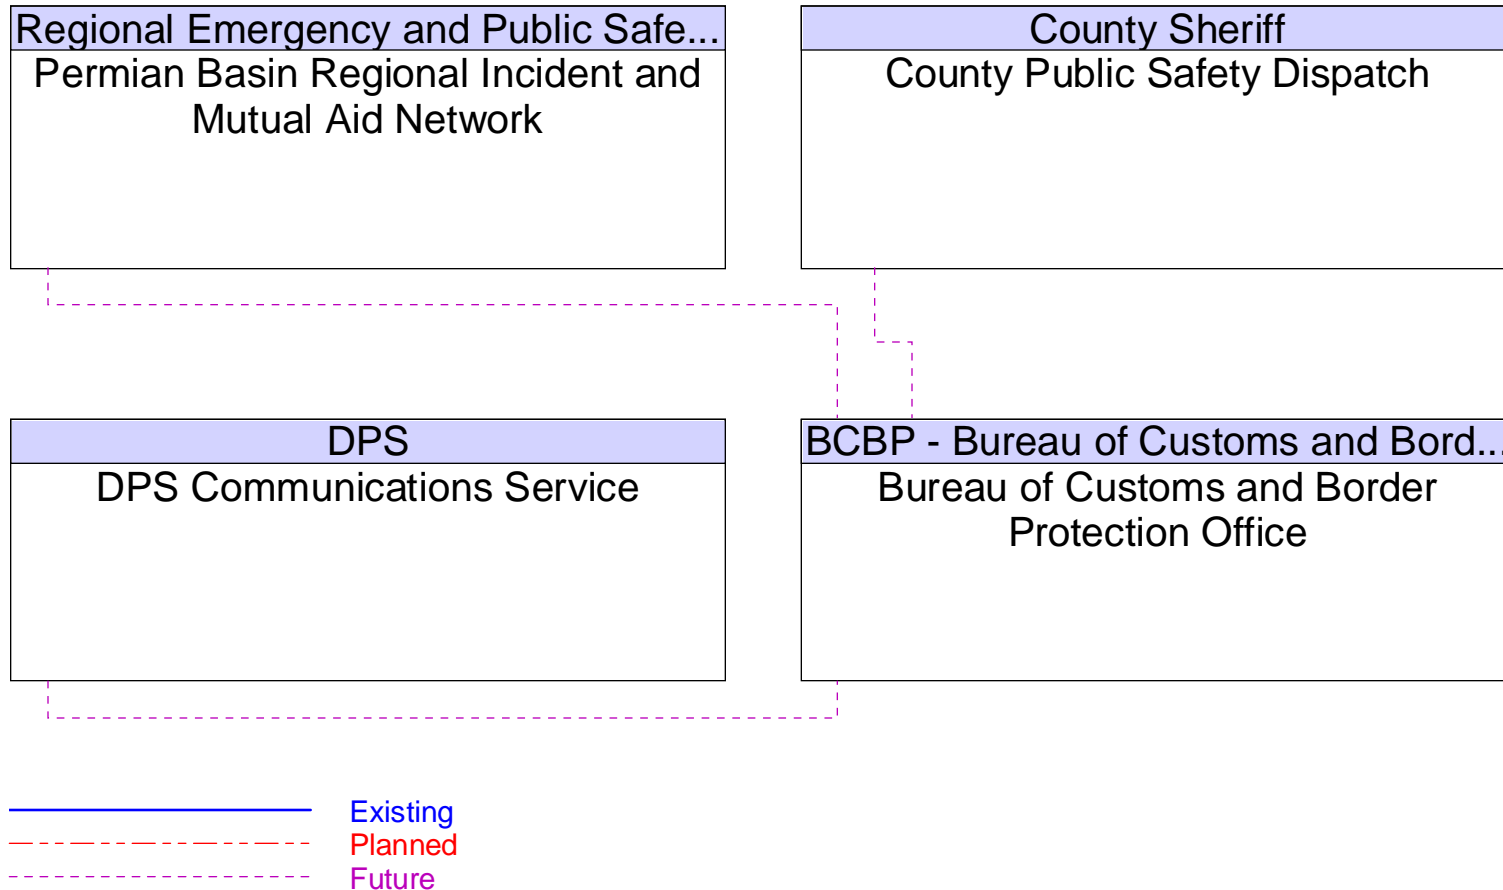 Regional Emergency and Public Safe...
Permian Basin Regional Incident and
Mutual Aid Network
County Sheriff
County Public Safety Dispatch
DPS
DPS Communications Service
BCBP - Bureau of Customs and Bord...
Bureau of Customs and Border
Protection Office
Existing
Planned
Future